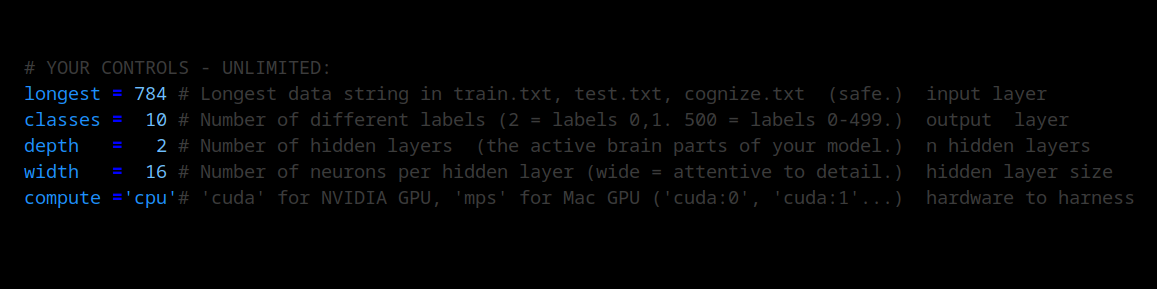 # YOUR CONTROLS - UNLIMITED:
longest = 784 # Longest data string in train.txt, test.txt, cognize.txt  (safe.)  input layer
classes =  10 # Number of different labels (2 = labels 0,1. 500 = labels 0-499.)  output  layer
depth   =   2 # Number of hidden layers  (the active brain parts of your model.)  n hidden layers
width   =  16 # Number of neurons per hidden layer (wide = attentive to detail.)  hidden layer size
compute ='cpu'# 'cuda' for NVIDIA GPU, 'mps' for Mac GPU ('cuda:0', 'cuda:1'...)  hardware to harness